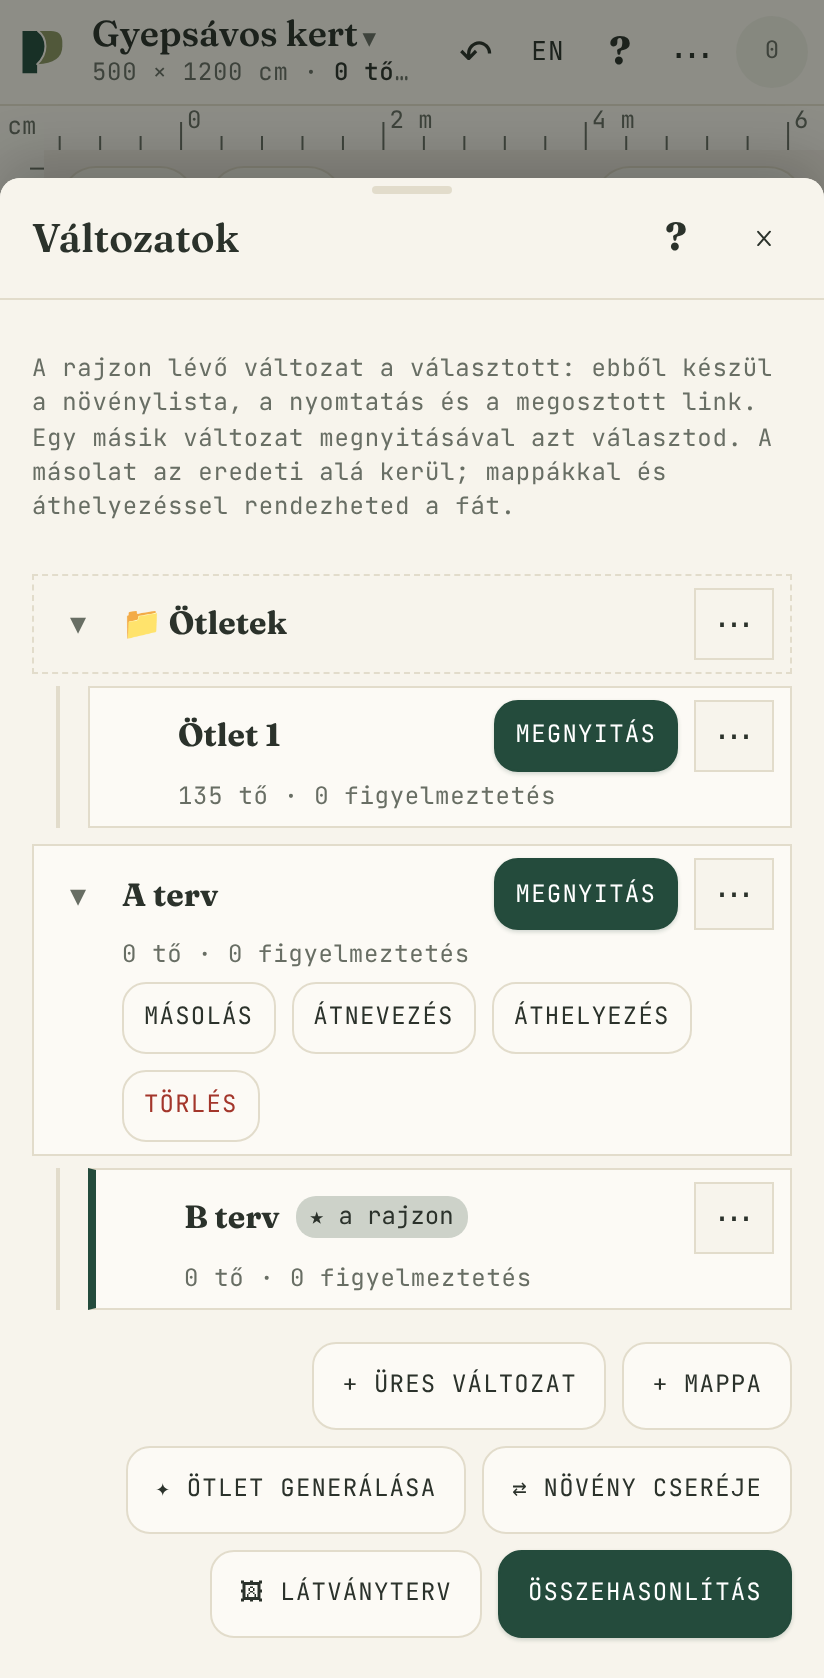 Gyepsávos kert ▾
500 × 1200 cm · 0 tő…
↶ EN ? … 0
cm 0 2 m 4 m 6
Változatok ? ×
A rajzon lévő változat a választott: ebből készül
a növénylista, a nyomtatás és a megosztott link.
Egy másik változat megnyitásával azt választod. A
másolat az eredeti alá kerül; mappákkal és
áthelyezéssel rendezheted a fát.
▼ 📁 Ötletek ...
Ötlet 1 MEGNYITÁS ...
135 tő · 0 figyelmeztetés
▼ A terv MEGNYITÁS ...
0 tő · 0 figyelmeztetés
MÁSOLÁS ÁTNEVEZÉS ÁTHELYEZÉS
TÖRLÉS
B terv ★ a rajzon ...
0 tő · 0 figyelmeztetés
+ ÜRES VÁLTOZAT + MAPPA
✦ ÖTLET GENERÁLÁSA ⇄ NÖVÉNY CSERÉJE
🖼 LÁTVÁNYTERV ÖSSZEHASONLÍTÁS